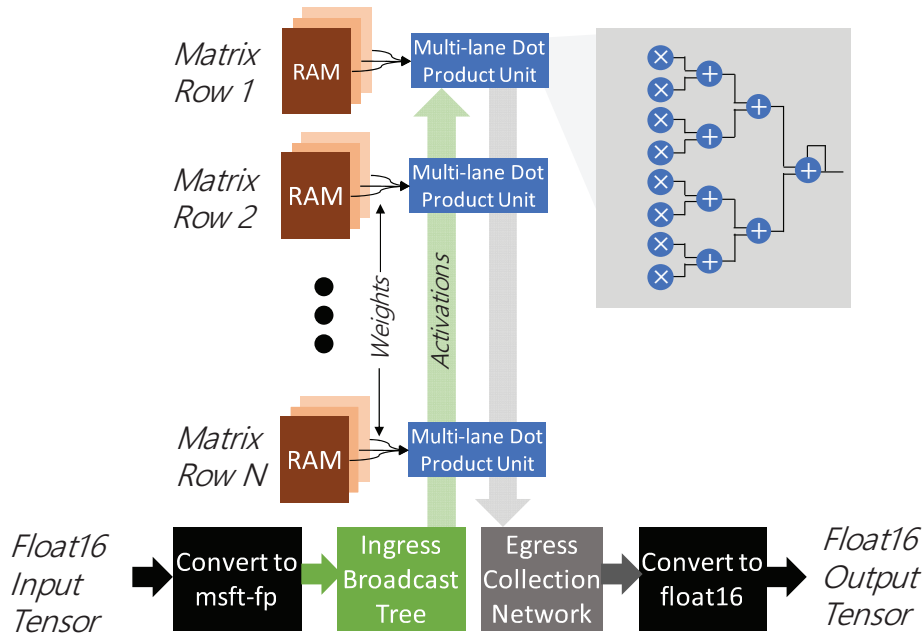 Matrix
Row 1
RAM
Multi-lane Dot
Product Unit
Matrix
Row 2
RAM
Multi-lane Dot
Product Unit
Weights
Activations
Matrix
Row N
RAM
Multi-lane Dot
Product Unit
Float16
Input
Tensor
Convert to
msft-fp
Ingress
Broadcast
Tree
Egress
Collection
Network
Convert to
float16
Float16
Output
Tensor